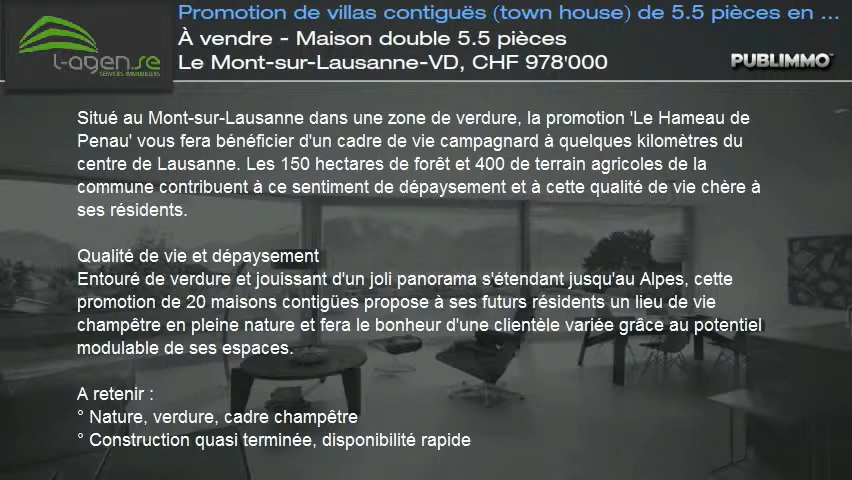 Promotion de villas contiguës (town house) de 5.5 pièces en ...
À vendre - Maison double 5.5 pièces
Le Mont-sur-Lausanne-VD, CHF 978'000
l-agen.se
SERVICES IMMOBILIERS
PUBLIMMO
Situé au Mont-sur-Lausanne dans une zone de verdure, la promotion 'Le Hameau de
Penau' vous fera bénéficier d'un cadre de vie campagnard à quelques kilomètres du
centre de Lausanne. Les 150 hectares de forêt et 400 de terrain agricoles de la
commune contribuent à ce sentiment de dépaysement et à cette qualité de vie chère à
ses résidents.
Qualité de vie et dépaysement
Entouré de verdure et jouissant d'un joli panorama s'étendant jusqu'au Alpes, cette
promotion de 20 maisons contigües propose à ses futurs résidents un lieu de vie
champêtre en pleine nature et fera le bonheur d'une clientèle variée grâce au potentiel
modulable de ses espaces.
A retenir :
° Nature, verdure, cadre champêtre
° Construction quasi terminée, disponibilité rapide